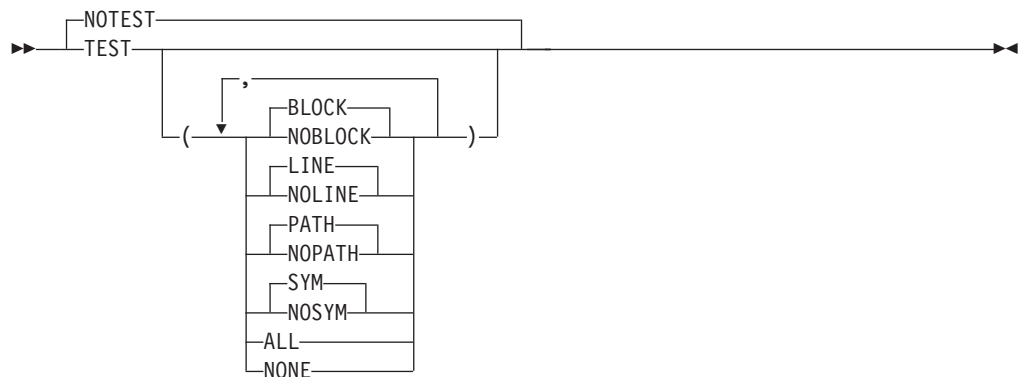 NOTEST
TEST
,
BLOCK
( NOBLOCK )
LINE
NOLINE
PATH
NOPATH
SYM
NOSYM
ALL
NONE